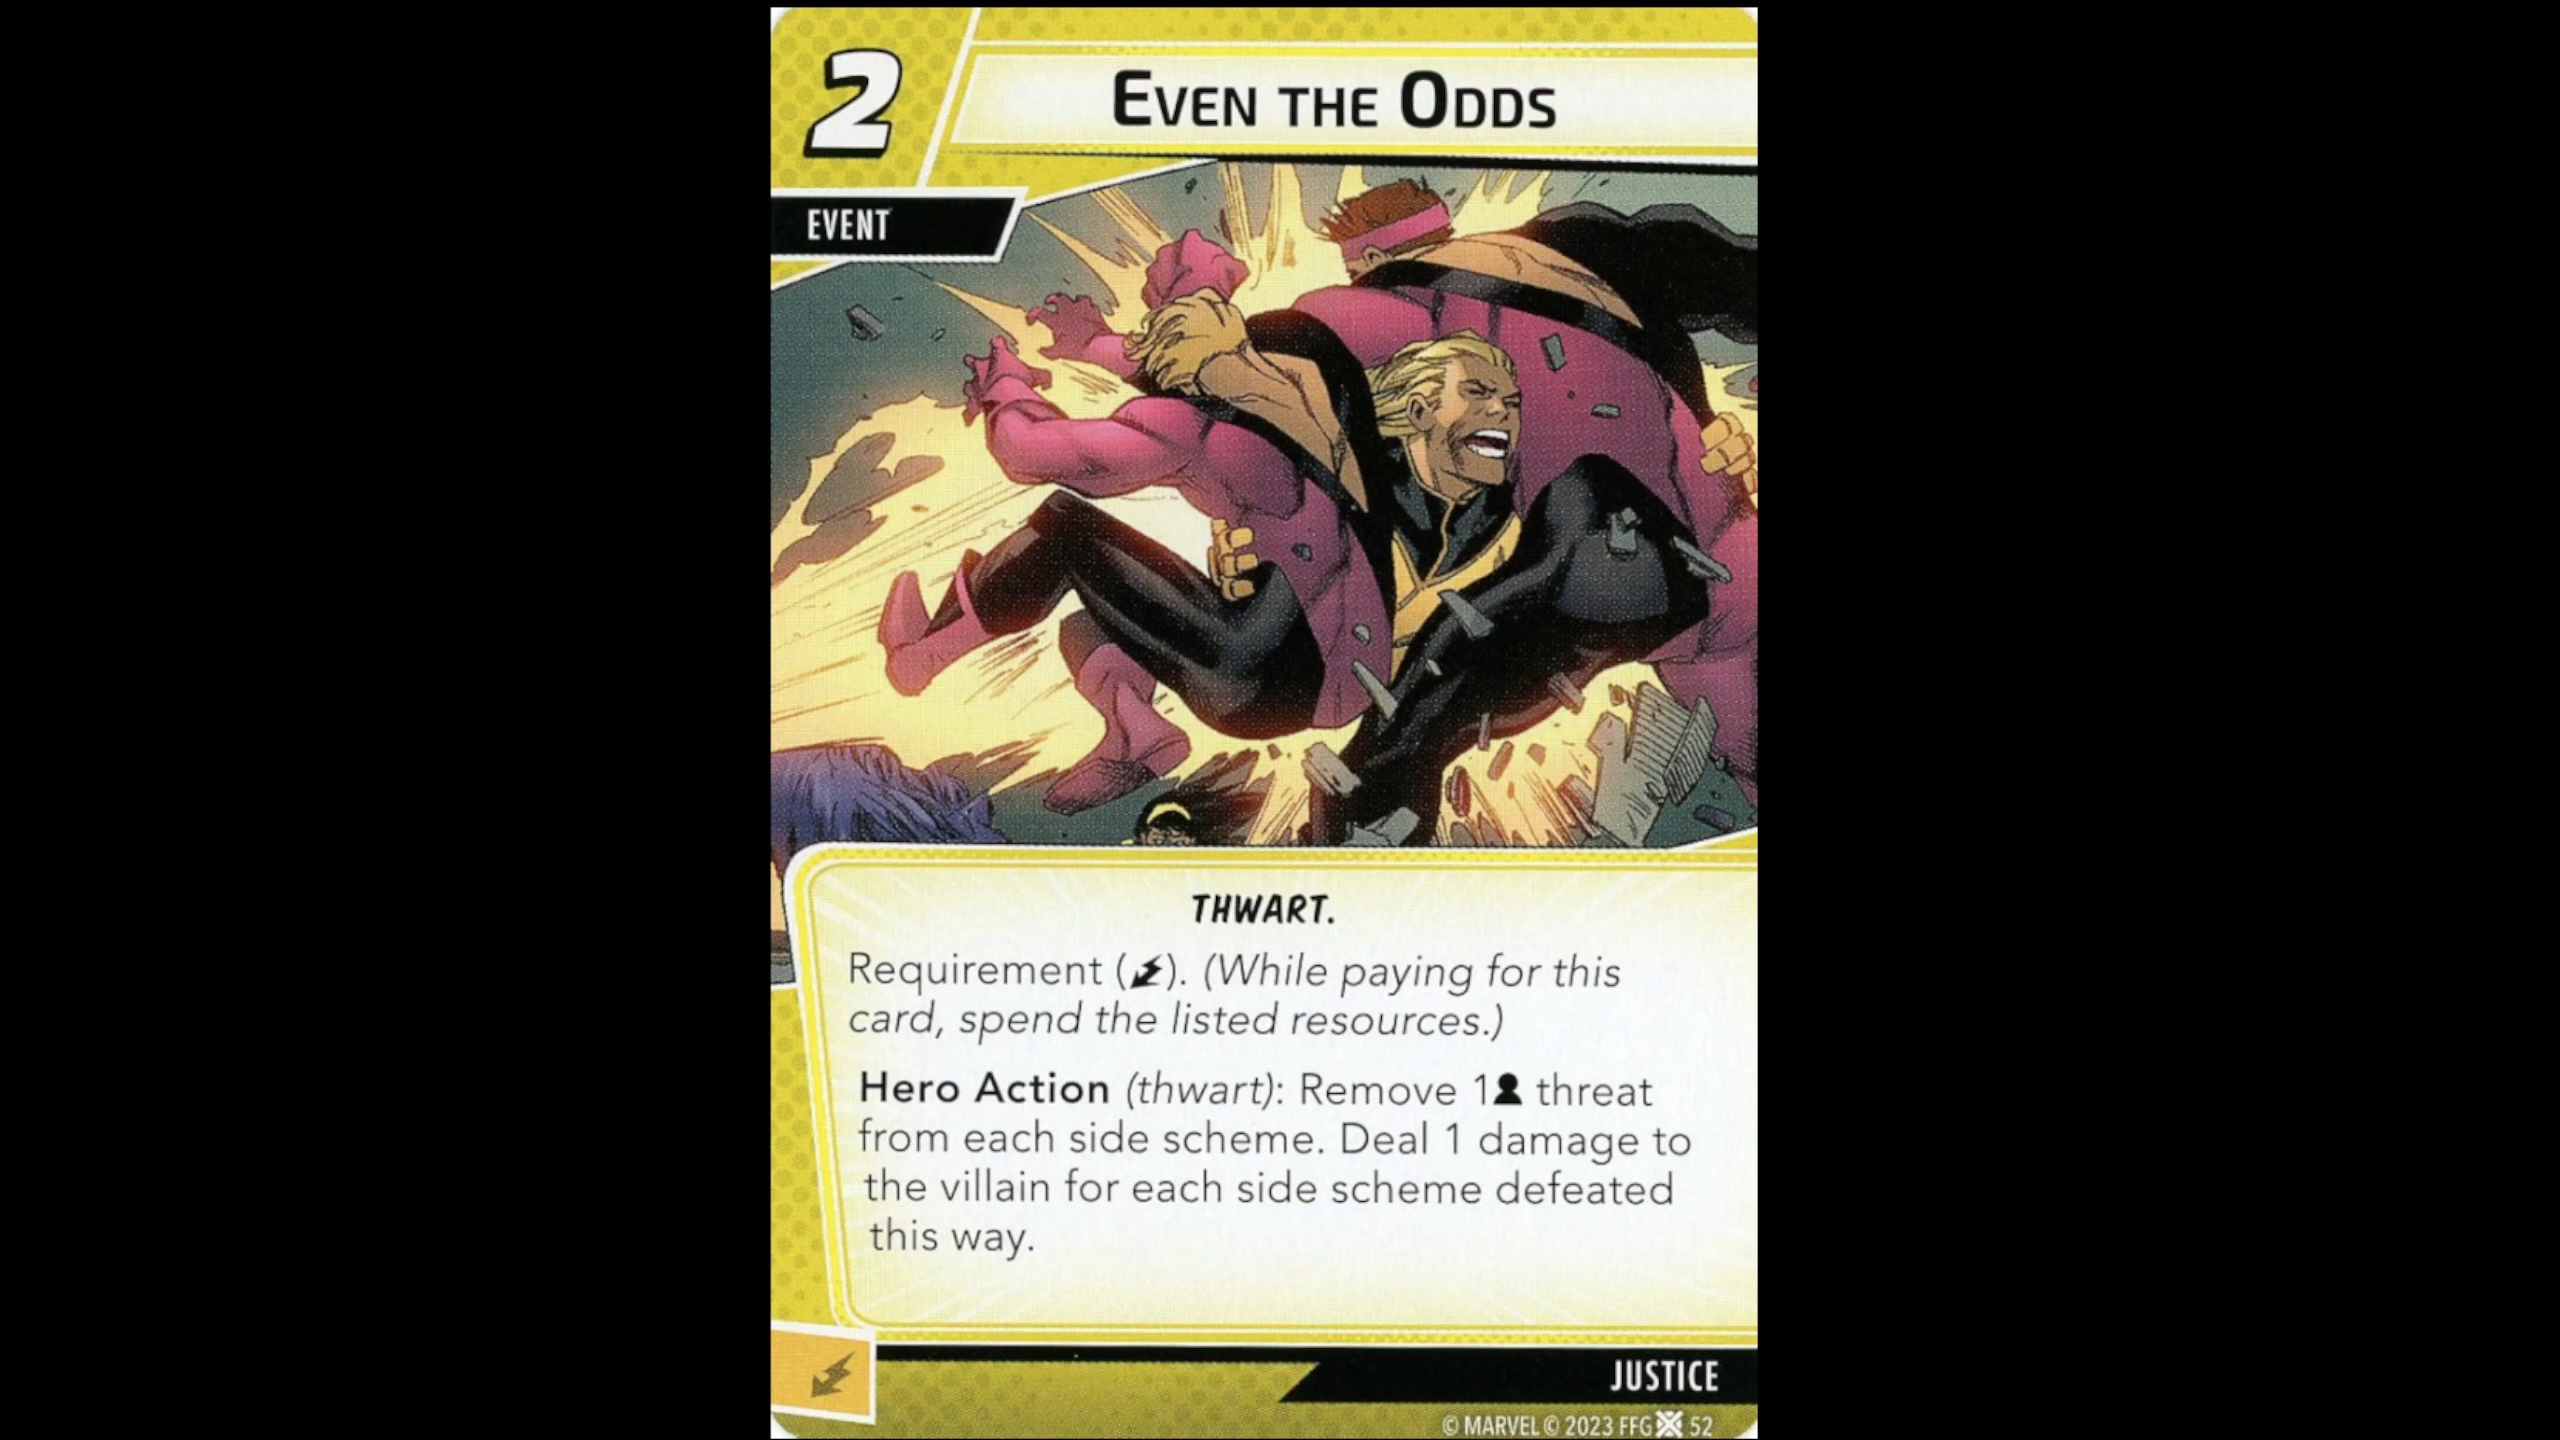 2
EVEN THE ODDS
EVENT
THWART.
Requirement (). (While paying for this
card, spend the listed resources.)
Hero Action (thwart): Remove 1 threat
from each side scheme. Deal 1 damage to
the villain for each side scheme defeated
this way.
JUSTICE
© MARVEL © 2023 FFG 52